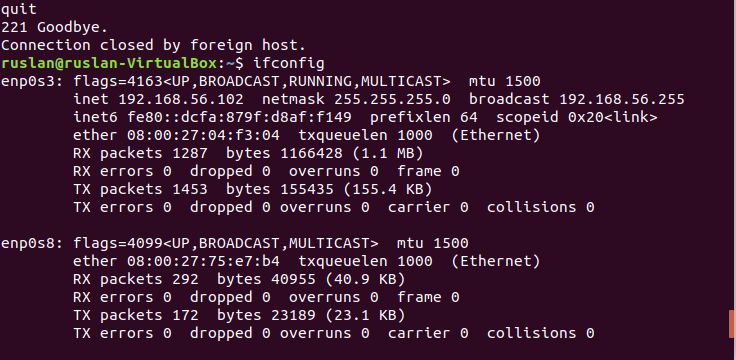 quit
221 Goodbye.
Connection closed by foreign host.
ruslan@ruslan-VirtualBox:~$ ifconfig
enp0s3: flags=4163<UP,BROADCAST,RUNNING,MULTICAST>  mtu 1500
        inet 192.168.56.102  netmask 255.255.255.0  broadcast 192.168.56.255
        inet6 fe80::dcfa:879f:d8af:f149  prefixlen 64  scopeid 0x20<link>
        ether 08:00:27:04:f3:04  txqueuelen 1000  (Ethernet)
        RX packets 1287  bytes 1166428 (1.1 MB)
        RX errors 0  dropped 0  overruns 0  frame 0
        TX packets 1453  bytes 155435 (155.4 KB)
        TX errors 0  dropped 0 overruns 0  carrier 0  collisions 0

enp0s8: flags=4099<UP,BROADCAST,MULTICAST>  mtu 1500
        ether 08:00:27:75:e7:b4  txqueuelen 1000  (Ethernet)
        RX packets 292  bytes 40955 (40.9 KB)
        RX errors 0  dropped 0  overruns 0  frame 0
        TX packets 172  bytes 23189 (23.1 KB)
        TX errors 0  dropped 0 overruns 0  carrier 0  collisions 0